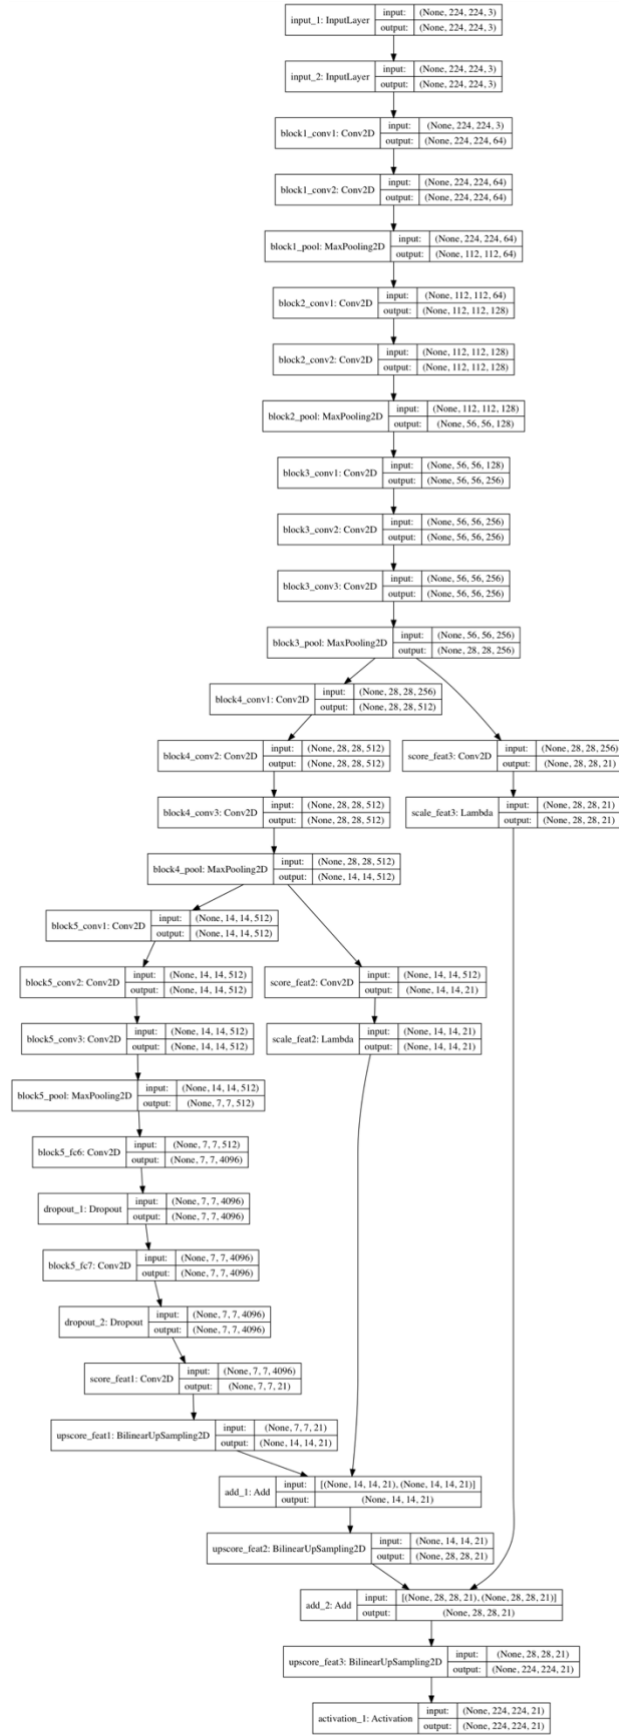 input_1: InputLayer input: (None, 224, 224, 3)
output: (None, 224, 224, 3)
input_2: InputLayer input: (None, 224, 224, 3)
output: (None, 224, 224, 3)
block1_conv1: Conv2D input: (None, 224, 224, 3)
output: (None, 224, 224, 64)
block1_conv2: Conv2D input: (None, 224, 224, 64)
output: (None, 224, 224, 64)
block1_pool: MaxPooling2D input: (None, 224, 224, 64)
output: (None, 112, 112, 64)
block2_conv1: Conv2D input: (None, 112, 112, 64)
output: (None, 112, 112, 128)
block2_conv2: Conv2D input: (None, 112, 112, 128)
output: (None, 112, 112, 128)
block2_pool: MaxPooling2D input: (None, 112, 112, 128)
output: (None, 56, 56, 128)
block3_conv1: Conv2D input: (None, 56, 56, 128)
output: (None, 56, 56, 256)
block3_conv2: Conv2D input: (None, 56, 56, 256)
output: (None, 56, 56, 256)
block3_conv3: Conv2D input: (None, 56, 56, 256)
output: (None, 56, 56, 256)
block3_pool: MaxPooling2D input: (None, 56, 56, 256)
output: (None, 28, 28, 256)
block4_conv1: Conv2D input: (None, 28, 28, 256)
output: (None, 28, 28, 512)
block4_conv2: Conv2D input: (None, 28, 28, 512)
output: (None, 28, 28, 512)
score_feat3: Conv2D input: (None, 28, 28, 256)
output: (None, 28, 28, 21)
block4_conv3: Conv2D input: (None, 28, 28, 512)
output: (None, 28, 28, 512)
scale_feat3: Lambda input: (None, 28, 28, 21)
output: (None, 28, 28, 21)
block4_pool: MaxPooling2D input: (None, 28, 28, 512)
output: (None, 14, 14, 512)
block5_conv1: Conv2D input: (None, 14, 14, 512)
output: (None, 14, 14, 512)
block5_conv2: Conv2D input: (None, 14, 14, 512)
output: (None, 14, 14, 512)
score_feat2: Conv2D input: (None, 14, 14, 512)
output: (None, 14, 14, 21)
block5_conv3: Conv2D input: (None, 14, 14, 512)
output: (None, 14, 14, 512)
scale_feat2: Lambda input: (None, 14, 14, 21)
output: (None, 14, 14, 21)
block5_pool: MaxPooling2D input: (None, 14, 14, 512)
output: (None, 7, 7, 512)
block5_fc6: Conv2D input: (None, 7, 7, 512)
output: (None, 7, 7, 4096)
dropout_1: Dropout input: (None, 7, 7, 4096)
output: (None, 7, 7, 4096)
block5_fc7: Conv2D input: (None, 7, 7, 4096)
output: (None, 7, 7, 4096)
dropout_2: Dropout input: (None, 7, 7, 4096)
output: (None, 7, 7, 4096)
score_feat1: Conv2D input: (None, 7, 7, 4096)
output: (None, 7, 7, 21)
upscore_feat1: BilinearUpSampling2D input: (None, 7, 7, 21)
output: (None, 14, 14, 21)
add_1: Add input: [(None, 14, 14, 21), (None, 14, 14, 21)]
output: (None, 14, 14, 21)
upscore_feat2: BilinearUpSampling2D input: (None, 14, 14, 21)
output: (None, 28, 28, 21)
add_2: Add input: [(None, 28, 28, 21), (None, 28, 28, 21)]
output: (None, 28, 28, 21)
upscore_feat3: BilinearUpSampling2D input: (None, 28, 28, 21)
output: (None, 224, 224, 21)
activation_1: Activation input: (None, 224, 224, 21)
output: (None, 224, 224, 21)